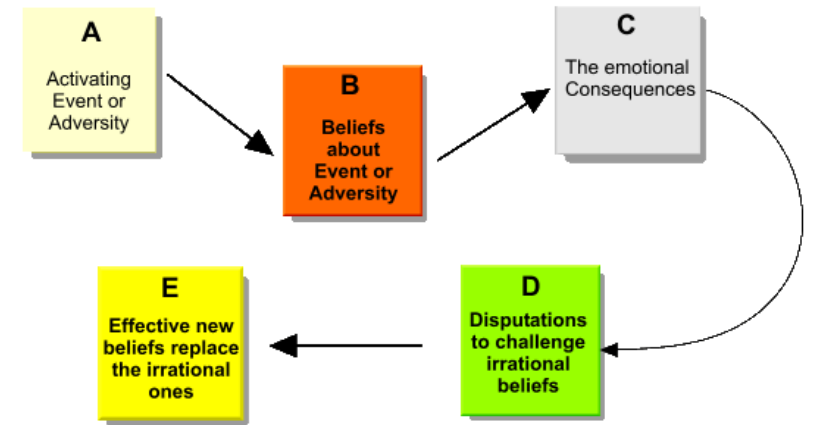 A
Activating
Event or
Adversity
B
Beliefs
about
Event or
Adversity
C
The emotional
Consequences
D
Disputations
to challenge
irrational
beliefs
E
Effective new
beliefs replace
the irrational
ones